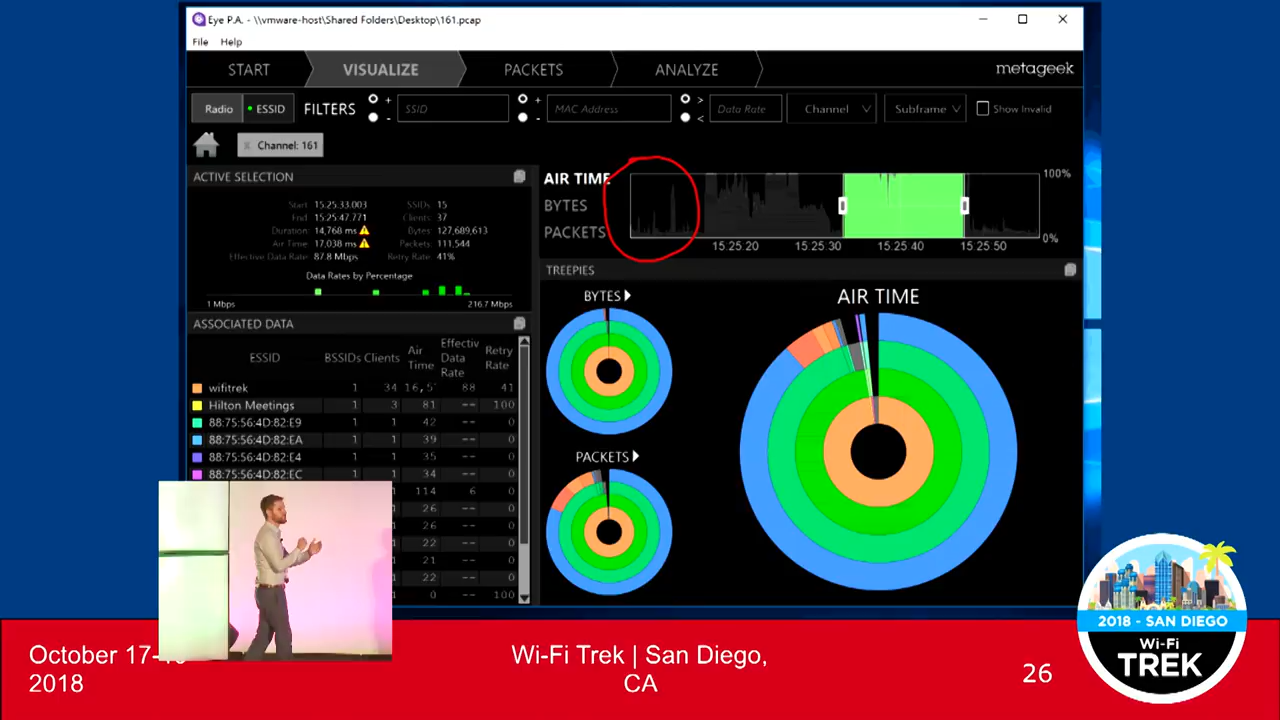 Eye P.A. - \\vmware-host\Shared Folders\Desktop\161.pcap
File Help
START VISUALIZE PACKETS ANALYZE metageek
Radio ESSID FILTERS + - SSID + - MAC Address > < Data Rate Channel Subframe Show Invalid
x Channel: 161
ACTIVE SELECTION
Start: 15.25.33.003 SSIDs: 15
End: 15:25:47.771 Clients: 37
Duration: 14,768 ms Bytes: 127,689,613
Air Time: 17,038 ms Packets: 111,544
Effective Data Rate: 87.8 Mbps Retry Rate: 41%
Data Rates by Percentage
1 Mbps 216.7 Mbps
AIR TIME 100%
BYTES
PACKETS 0%
15:25:20 15:25:30 15:25:40 15:25:50
ASSOCIATED DATA
ESSID BSSIDs Clients Air Time Effectiv Data Rate Retry Rate
wifitrek 1 34 16,5 88 41
Hilton Meetings 1 3 81 -- 100
88:75:56:4D:82:E9 1 1 42 -- 0
88:75:56:4D:82:EA 1 1 39 -- 0
88:75:56:4D:82:E4 1 1 35 -- 0
88:75:56:4D:82:EC 1 1 34 -- 0
1 114 6 0
1 26 -- 0
1 26 -- 0
1 22 -- 0
1 21 -- 0
1 22 -- 0
1 0 -- 100
TREEPIES
BYTES
PACKETS
AIR TIME
October 17-
2018
Wi-Fi Trek | San Diego,
CA
26
2018 - SAN DIEGO
Wi-Fi
TREK